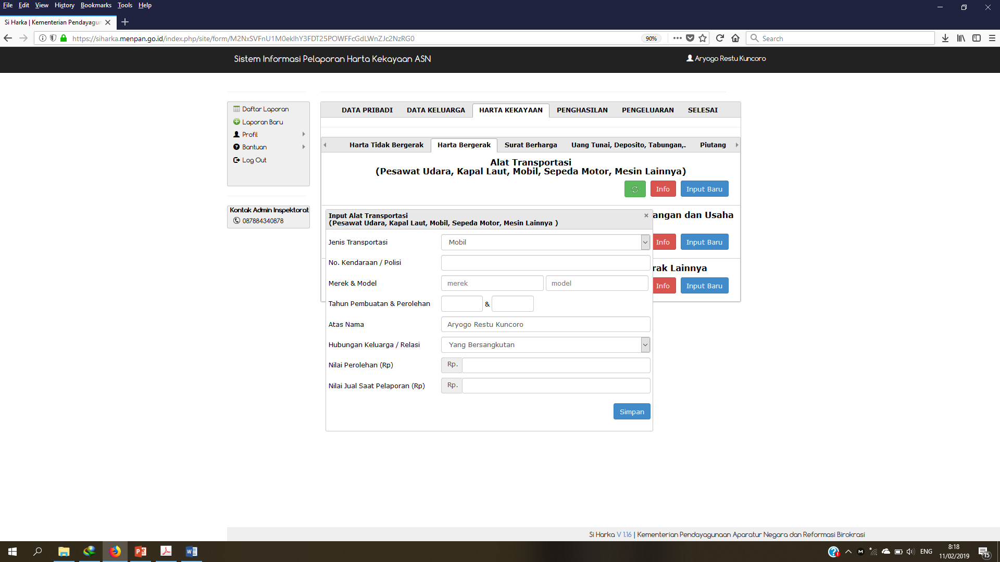 File Edit View History Bookmarks Tools Help
Si Harka | Kementerian Pendayagun
https://siharka.menpan.go.id/index.php/site/form/M2NxSVFnU1M0eklhY3FDT25POWFFcGdLWnZJc2NzRG0
90%
Search
Sistem Informasi Pelaporan Harta Kekayaan ASN
Aryogo Restu Kuncoro
Daftar Laporan
Laporan Baru
Profil
Bantuan
Log Out
Kontak Admin Inspektorat
087884340878
DATA PRIBADI DATA KELUARGA HARTA KEKAYAAN PENGHASILAN PENGELUARAN SELESAI
Harta Tidak Bergerak Harta Bergerak Surat Berharga Uang Tunai, Deposito, Tabungan,. Piutang
Alat Transportasi
(Pesawat Udara, Kapal Laut, Mobil, Sepeda Motor, Mesin Lainnya)
Info Input Baru
angan dan Usaha
Info Input Baru
rak Lainnya
Info Input Baru
Input Alat Transportasi
(Pesawat Udara, Kapal Laut, Mobil, Sepeda Motor, Mesin Lainnya )
Jenis Transportasi Mobil
No. Kendaraan / Polisi
Merek & Model merek model
Tahun Pembuatan & Perolehan &
Atas Nama Aryogo Restu Kuncoro
Hubungan Keluarga / Relasi Yang Bersangkutan
Nilai Perolehan (Rp) Rp.
Nilai Jual Saat Pelaporan (Rp) Rp.
Simpan
Si Harka V 1.16 | Kementerian Pendayagunaan Aparatur Negara dan Reformasi Birokrasi
ENG
8:18
11/02/2019
15